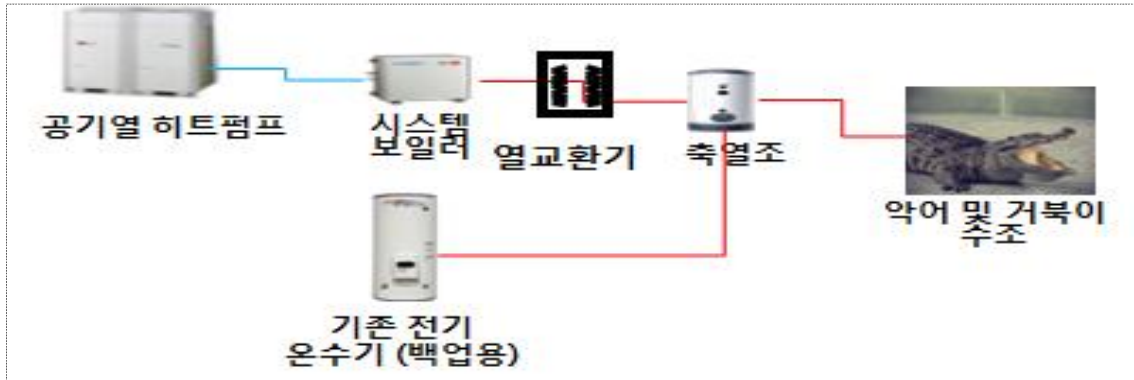 공기열 히트펌프
시스템
보일러
열교환기
축열조
악어 및 거북이
수조
기존 전기
온수기 (백업용)